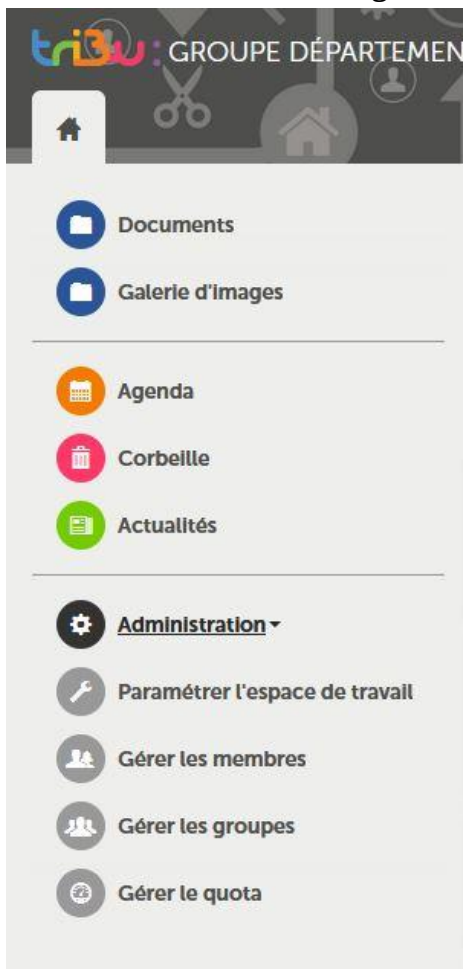 triBu : GROUPE DÉPARTEMEN
Documents
Galerie d'images
Agenda
Corbeille
Actualités
Administration
Paramétrer l'espace de travail
Gérer les membres
Gérer les groupes
Gérer le quota